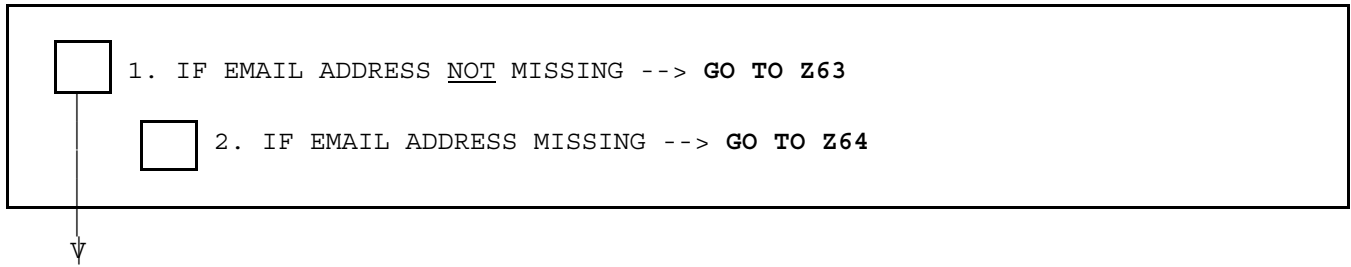 1. IF EMAIL ADDRESS NOT MISSING --> GO TO Z63
2. IF EMAIL ADDRESS MISSING --> GO TO Z64